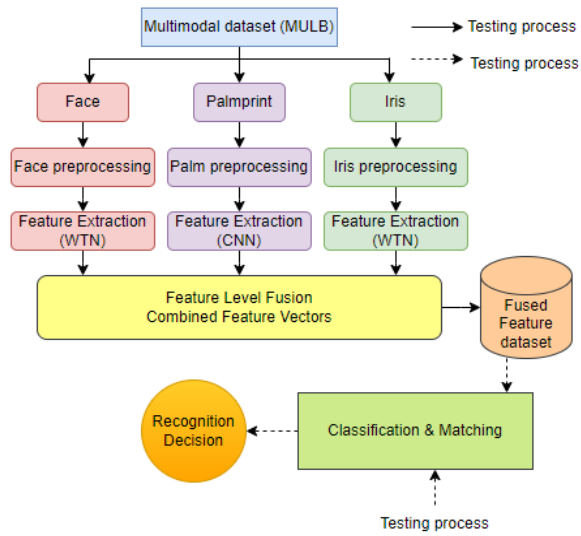 Multimodal dataset (MULB)
Testing process
Testing process
Face
Palmprint
Iris
Face preprocessing
Palm preprocessing
Iris preprocessing
Feature Extraction
(WTN)
Feature Extraction
(CNN)
Feature Extraction
(WTN)
Feature Level Fusion
Combined Feature Vectors
Fused
Feature
dataset
Recognition
Decision
Classification & Matching
Testing process